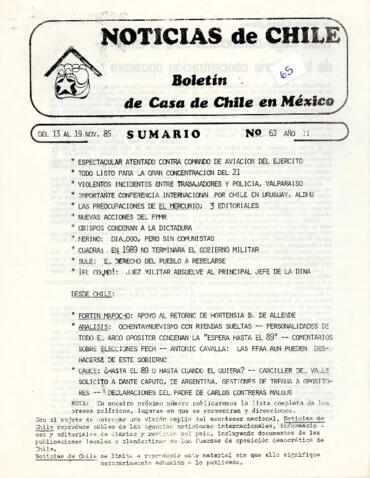 NOTICIAS de CHILE
65
Boletín
de Casa de Chile en México
DEL 13 AL 19 NOV. 85 SUMARIO No 63 AÑO II
* ESPECTACULAR ATENTADO CONTRA COMANDO DE AVIACION DEL EJERCITO
* TODO LISTO PARA LA GRAN CONCENTRACION DEL 21
* VIOLENTOS INCIDENTES ENTRE TRABAJADORES Y POLICIA, VALPARAISO
* IMPORTANTE CONFERENCIA INTERNACIONAL POR CHILE EN URUGUAY, ALDHU
* LAS PREOCUPACIONES DE EL MERCURIO: 3 EDITORIALES
* NUEVAS ACCIONES DEL FPMR
* OBISPOS CONDENAN A LA DICTADURA
* MERINO: DIALOGO, PERO SIN COMUNISTAS
* CUADRA: EN 1989 NO TERMINARA EL GOBIERNO MILITAR
* SULE: EL DERECHO DEL PUEBLO A REBELARSE
* ¡EL COLMO!: JUEZ MILITAR ABSUELVE AL PRINCIPAL JEFE DE LA DINA
DESDE CHILE:
* FORTIN MAPOCHO: APOYO AL RETORNO DE HORTENSIA B. DE ALLENDE
* ANALISIS: OCHENTAYNUEVISMO CON RIENDAS SUELTAS -- PERSONALIDADES DE
TODO EL ARCO OPOSITOR CONDENAN LA "ESPERA HASTA EL 89" -- COMENTARIOS
SOBRE ELECCIONES FECH -- ANTONIC CAVALLA: LAS FFAA AUN PUEDEN DES-
HACERSE DE ESTE GOBIERNO
* CAUCE: ¿HASTA EL 89 O HASTA CUANDO EL QUIERA? -- CANCILLER DEL VALLE
SOLICITO A DANTE CAPUTO, DE ARGENTINA, GESTIONES DE TREGUA A OPOSITO-
RES -- DECLARACIONES DEL PADRE DE CARLOS CONTRERAS MALUJE
NOTA: En nuestro próximo número publicaremos la lista completa de los
presos políticos, lugares en que se encuentran y direcciones.
Con el objeto de entregar una visión amplia del acontecer nacional, Noticias de
Chile reproduce cables de las agencias noticiosas internacionales, informacio-
nes y editoriales de diarios y revistas del país, incluyendo documentos de las
publicaciones legales o clandestinas de las fuerzas de oposición democrática de
Chile.
Noticias de Chile se limita a reproducir este material sin que ello signifique
necesariamente adhesión a lo publicado.